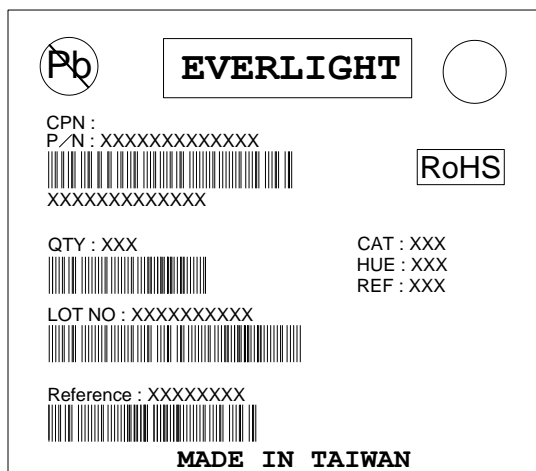 Pb
EVERLIGHT
CPN :
P/N : XXXXXXXXXXXXX
RoHS
XXXXXXXXXXXXX
QTY : XXX
CAT : XXX
HUE : XXX
REF : XXX
LOT NO : XXXXXXXXXX
Reference : XXXXXXXX
MADE IN TAIWAN